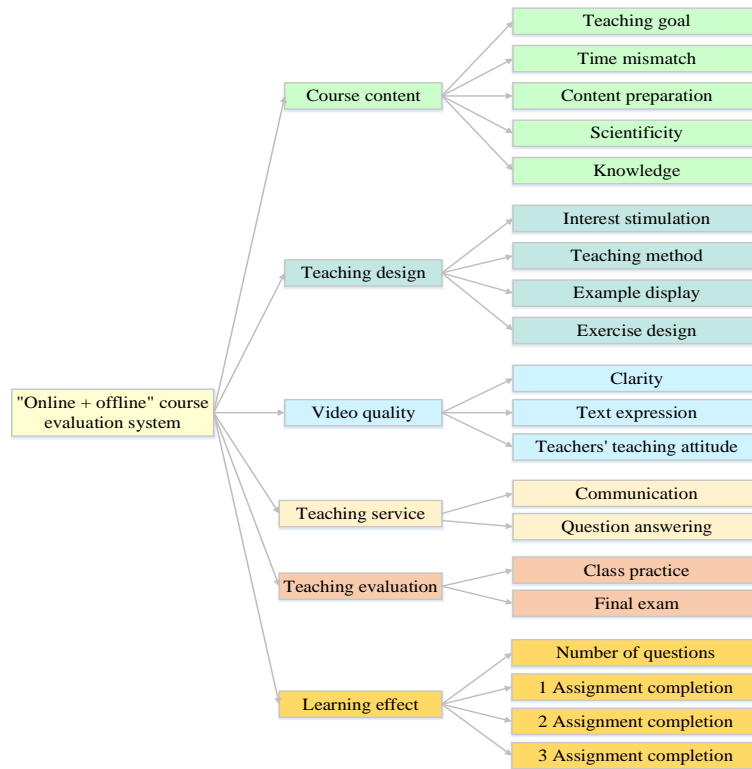 Teaching goal
Time mismatch
Course content
Content preparation
Scientificity
Knowledge
Interest stimulation
Teaching method
Teaching design
Example display
Exercise design
"Online + offline" course
evaluation system
Clarity
Video quality
Text expression
Teachers' teaching attitude
Communication
Teaching service
Question answering
Class practice
Teaching evaluation
Final exam
Number of questions
1 Assignment completion
Learning effect
2 Assignment completion
3 Assignment completion